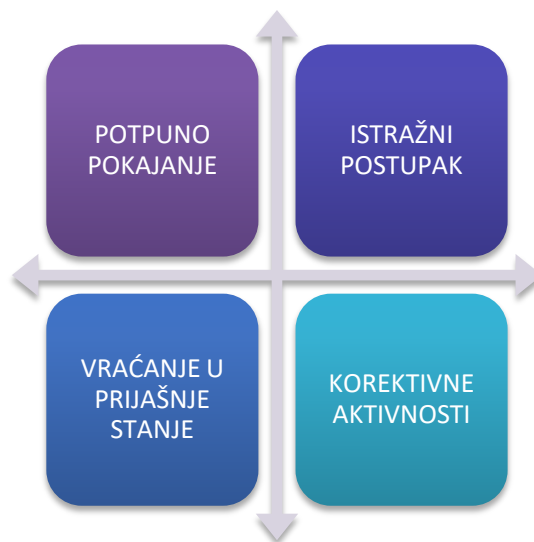 POTPUNO
POKAJANJE
ISTRAŽNI
POSTUPAK
VRAĆANJE U
PRIJAŠNJE
STANJE
KOREKTIVNE
AKTIVNOSTI